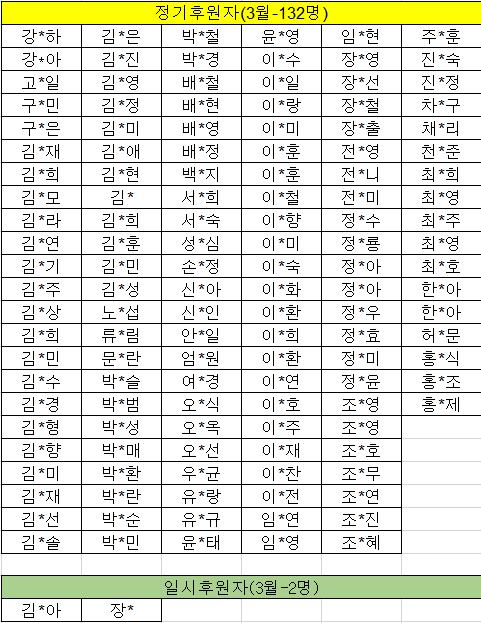 정기후원자(3월-132명)
강*하 김*은 박*철 윤*영 임*현 주*훈
강*아 김*진 박*경 이*수 장*영 진*숙
고*일 김*영 배*철 이*일 장*선 진*정
구*민 김*정 배*현 이*랑 장*철 차*구
구*은 김*미 배*영 이*미 장*출 채*리
김*재 김*애 배*정 이*훈 전*영 천*준
김*희 김*현 백*지 이*훈 전*니 최*희
김*모 김* 서*희 이*철 전*미 최*영
김*라 김*희 서*숙 이*향 정*수 최*주
김*연 김*훈 성*심 이*미 정*룡 최*영
김*기 김*민 손*정 이*숙 정*아 최*호
김*주 김*성 신*아 이*화 정*아 한*아
김*상 노*섭 신*인 이*환 정*우 한*아
김*희 류*림 안*일 이*희 정*효 허*문
김*민 문*란 엄*원 이*환 정*미 홍*식
김*수 박*슬 여*경 이*연 정*윤 홍*조
김*경 박*범 오*식 이*호 조*영 홍*제
김*형 박*성 오*옥 이*주 조*영
김*향 박*매 오*선 이*재 조*호
김*미 박*환 우*균 이*찬 조*무
김*재 박*란 유*랑 이*전 조*연
김*선 박*순 유*규 임*연 조*진
김*솔 박*민 윤*태 임*영 조*혜
일시후원자(3월-2명)
김*아 장*